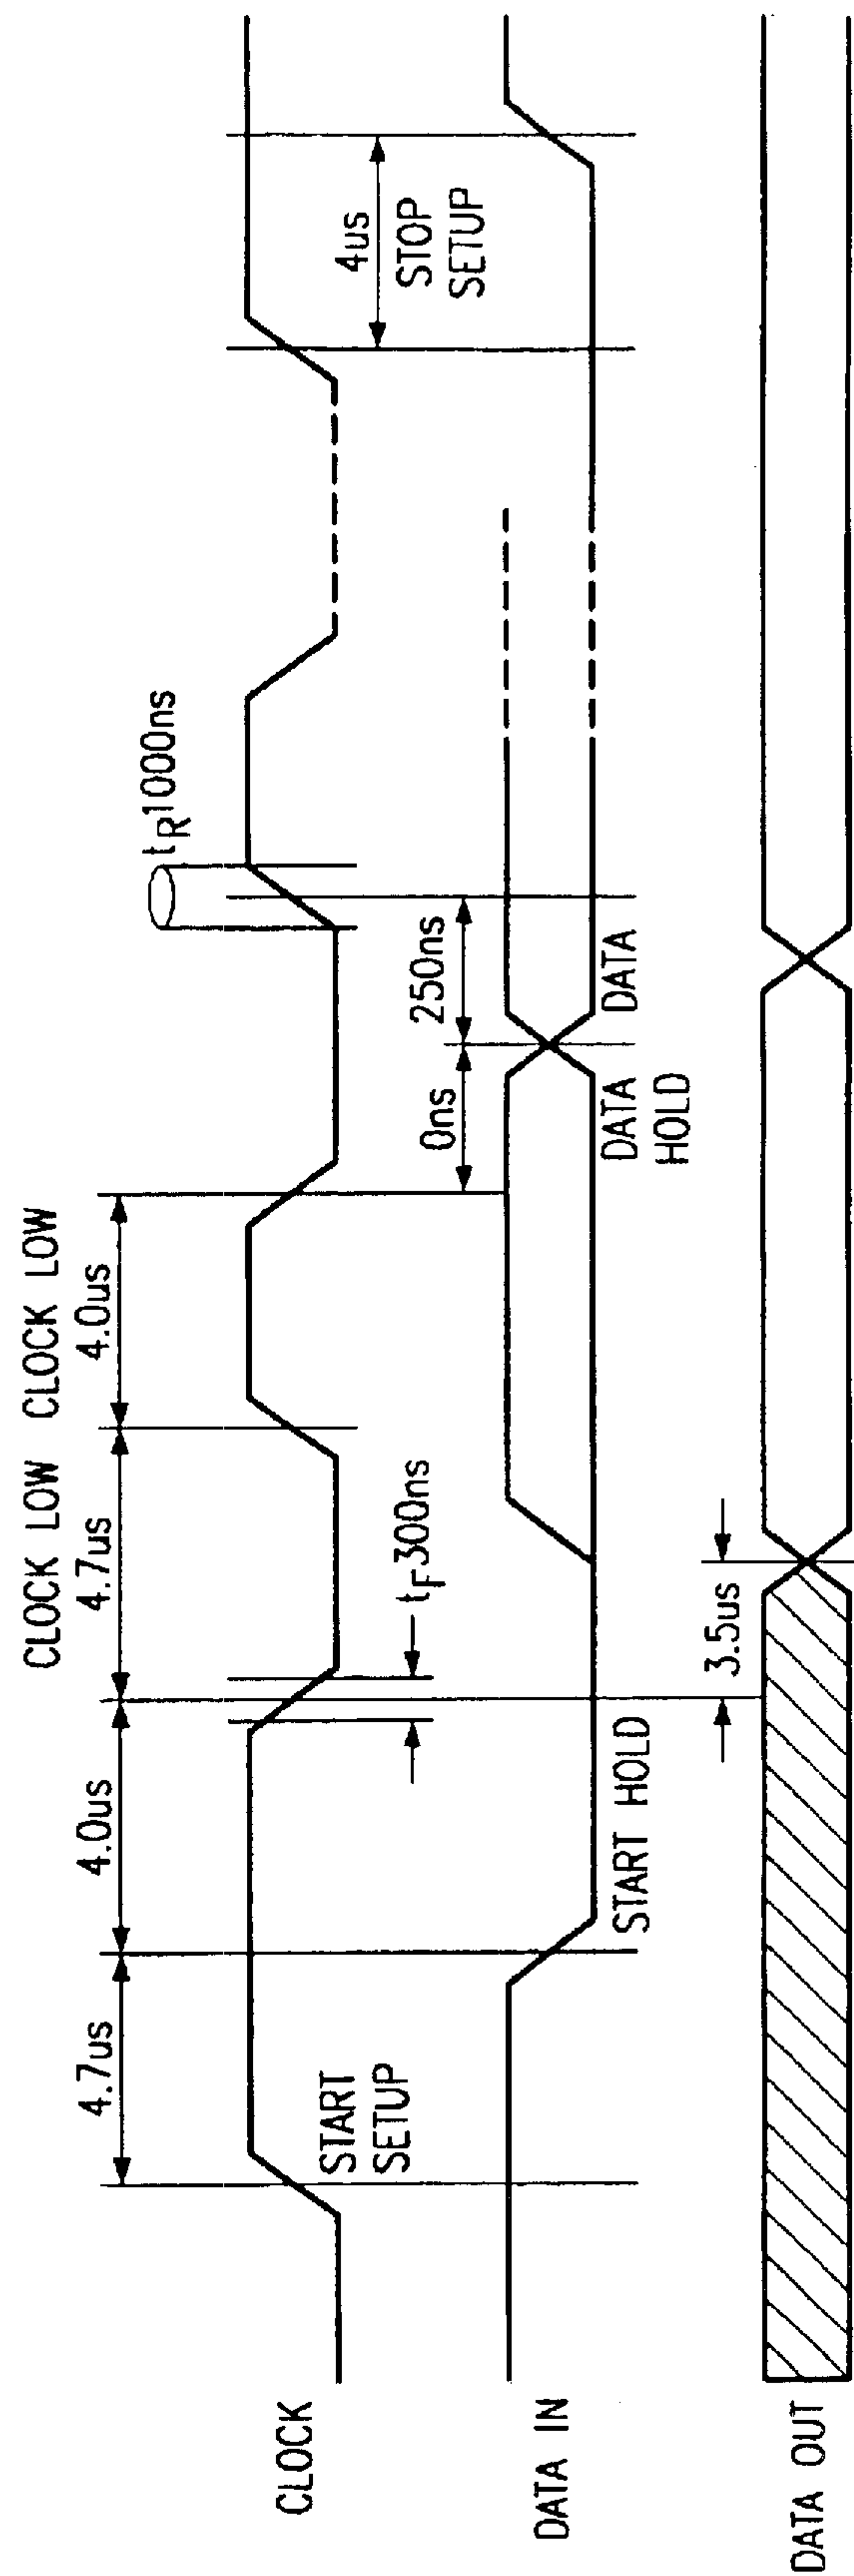 CLOCK LOW CLOCK LOW
4.7us
4.0us
4.7us
4.0us
tR1000ns
CLOCK
START
SETUP
tF300ns
0ns
250ns
4us
STOP
SETUP
DATA IN
START HOLD
DATA
HOLD
DATA
3.5us
DATA OUT